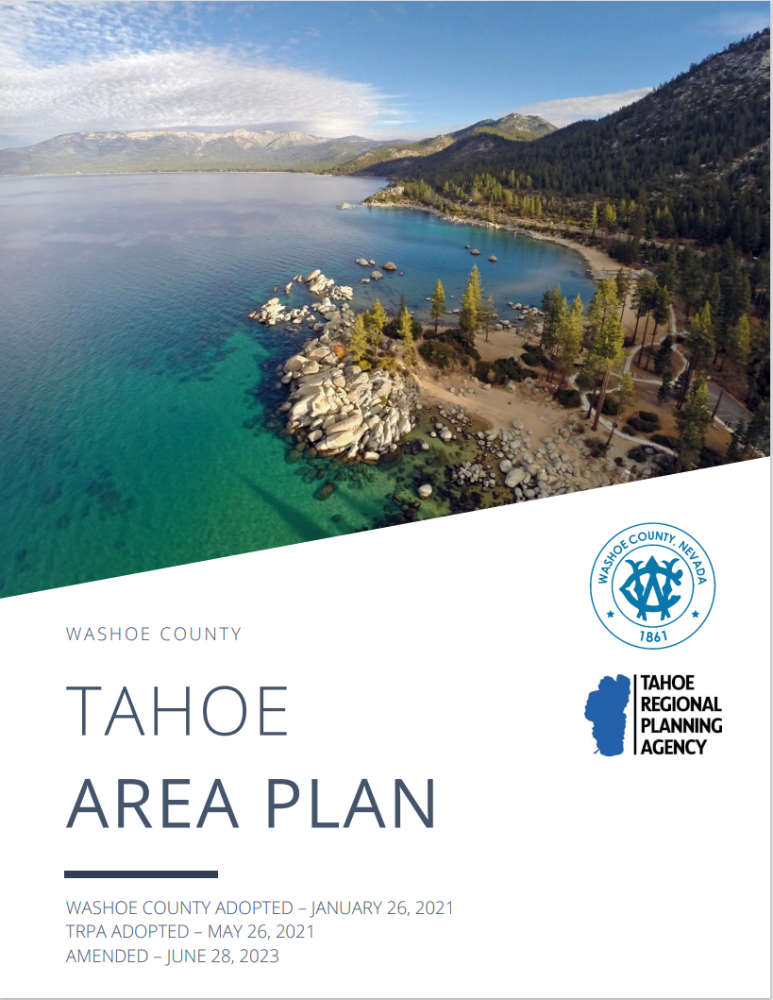 WASHOE COUNTY, NEVADA
1861
TAHOE
REGIONAL
PLANNING
AGENCY
WASHOE COUNTY
TAHOE
AREA PLAN
WASHOE COUNTY ADOPTED – JANUARY 26, 2021
TRPA ADOPTED – MAY 26, 2021
AMENDED – JUNE 28, 2023